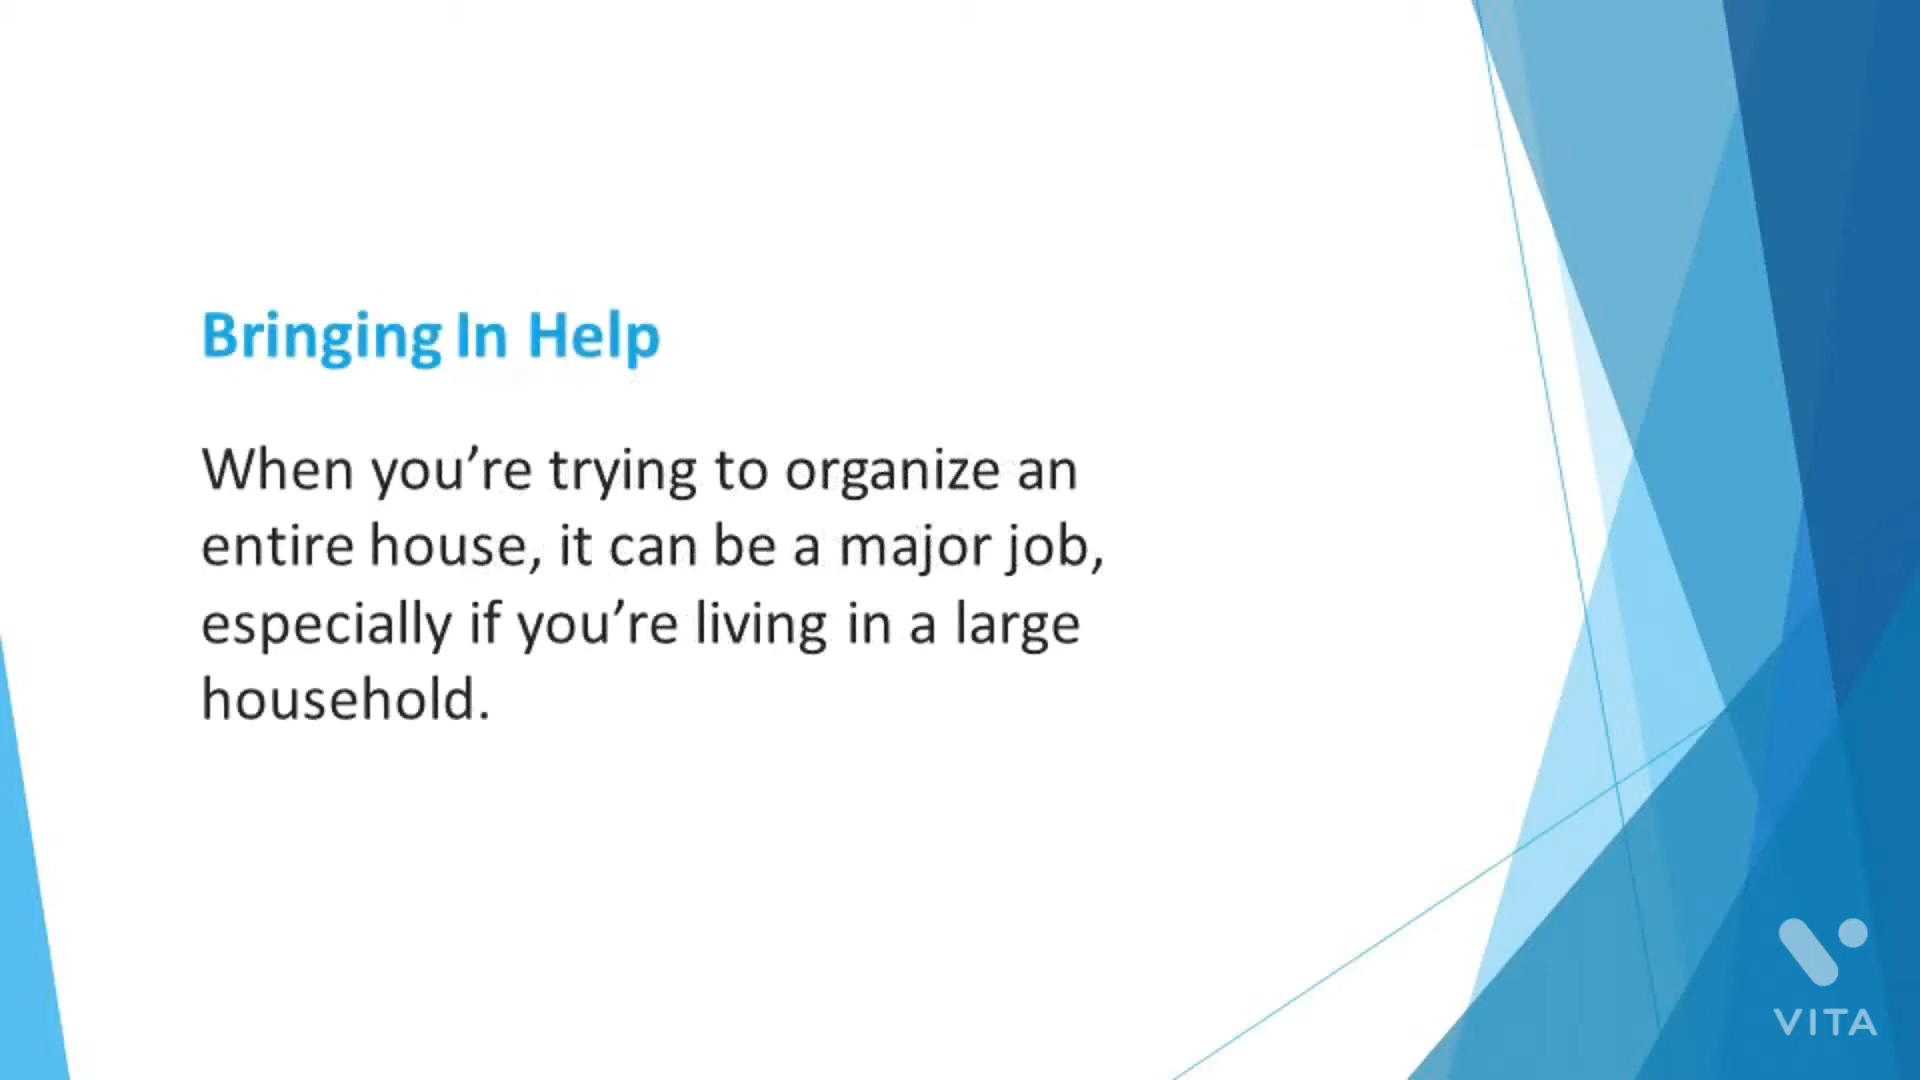 Bringing In Help
When you’re trying to organize an
entire house, it can be a major job,
especially if you’re living in a large
household.
VITA